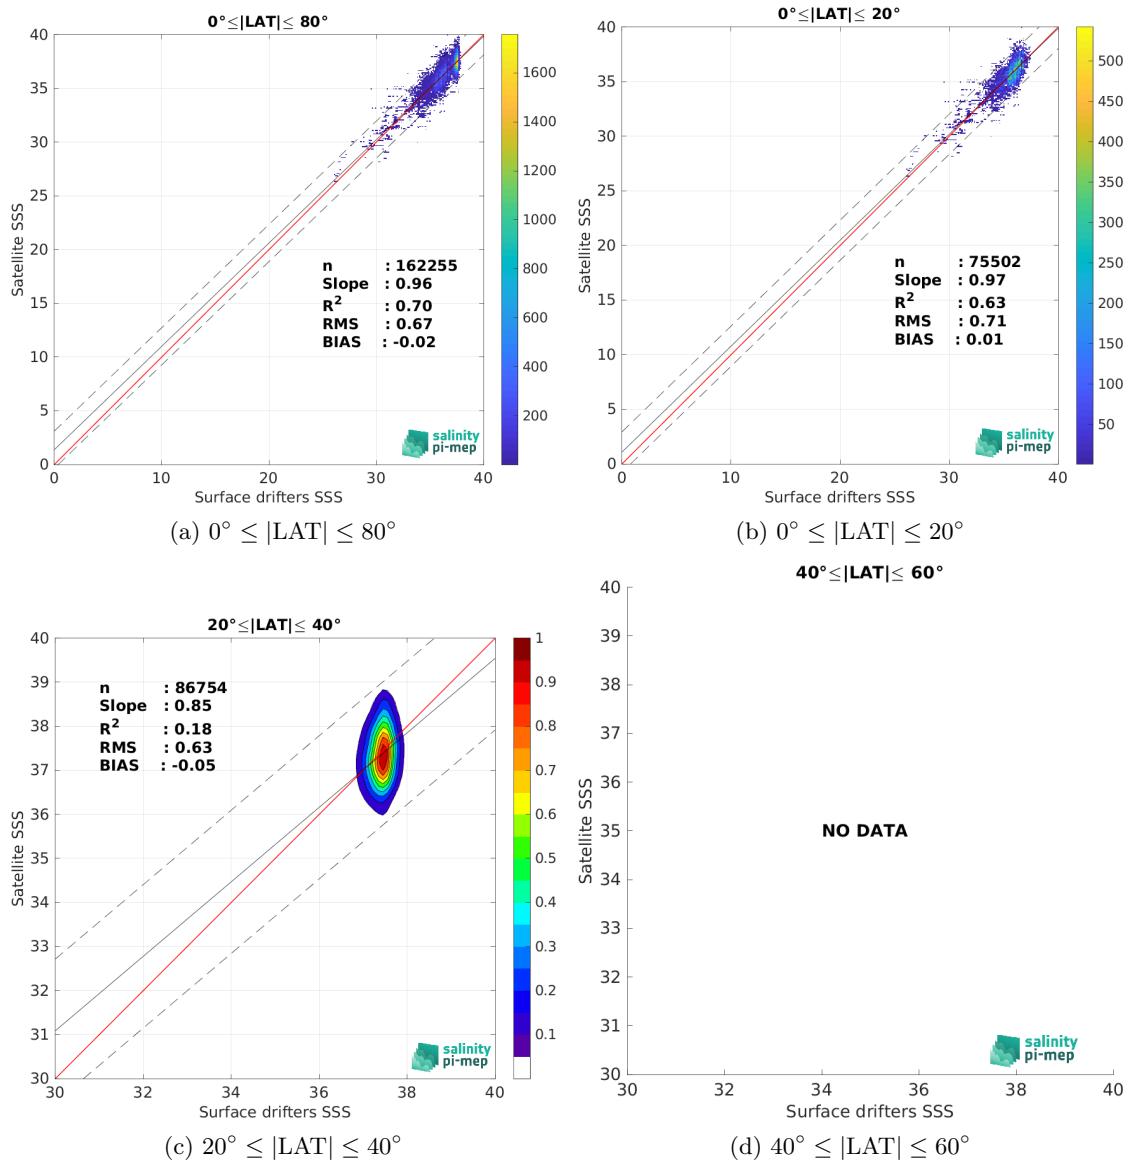 0°≤|LAT|≤ 80°
40
35
30
25
20
15
10
5
0
0
10
20
30
40
Satellite SSS
Surface drifters SSS
n : 162255
Slope : 0.96
R² : 0.70
RMS : 0.67
BIAS : -0.02
salinity
pi-mep
1600
1400
1200
1000
800
600
400
200
(a) 0° ≤ |LAT| ≤ 80°
0°≤|LAT|≤ 20°
40
35
30
25
20
15
10
5
0
0
10
20
30
40
Satellite SSS
Surface drifters SSS
n : 75502
Slope : 0.97
R² : 0.63
RMS : 0.71
BIAS : 0.01
salinity
pi-mep
500
450
400
350
300
250
200
150
100
50
(b) 0° ≤ |LAT| ≤ 20°
20°≤|LAT|≤ 40°
40
39
38
37
36
35
34
33
32
31
30
30
32
34
36
38
40
Satellite SSS
Surface drifters SSS
n : 86754
Slope : 0.85
R² : 0.18
RMS : 0.63
BIAS : -0.05
salinity
pi-mep
1
0.9
0.8
0.7
0.6
0.5
0.4
0.3
0.2
0.1
(c) 20° ≤ |LAT| ≤ 40°
40°≤|LAT|≤ 60°
40
39
38
37
36
35
34
33
32
31
30
30
32
34
36
38
40
Satellite SSS
Surface drifters SSS
NO DATA
salinity
pi-mep
(d) 40° ≤ |LAT| ≤ 60°